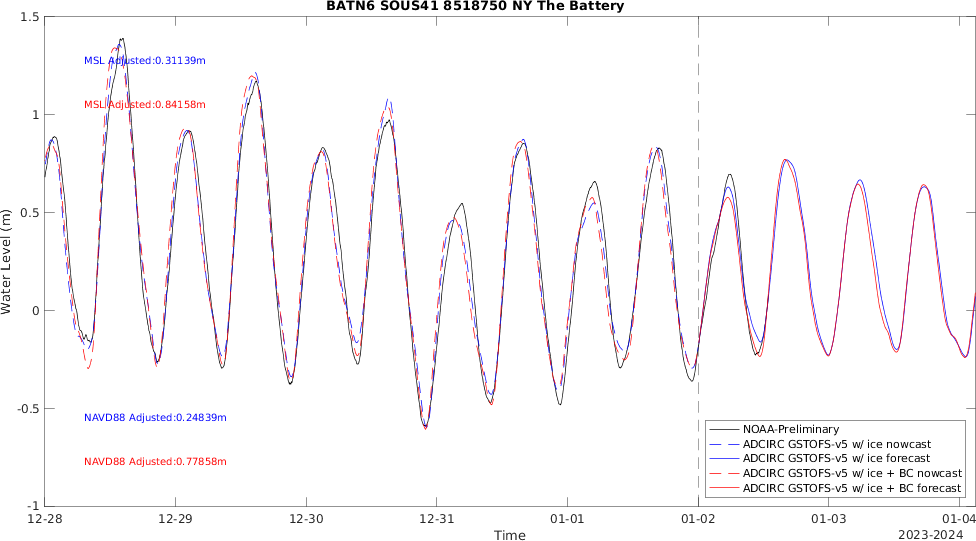 BATN6 SOUS41 8518750 NY The Battery
1.5
1
0.5
0
-0.5
-1
Water Level (m)
MSL Adjusted:0.31139m
MSL Adjusted:0.84158m
NAVD88 Adjusted:0.24839m
NAVD88 Adjusted:0.77858m
NOAA-Preliminary
ADCIRC GSTOFS-v5 w/ ice nowcast
ADCIRC GSTOFS-v5 w/ ice forecast
ADCIRC GSTOFS-v5 w/ ice + BC nowcast
ADCIRC GSTOFS-v5 w/ ice + BC forecast
12-28 12-29 12-30 12-31 01-01 01-02 01-03 01-04
Time
2023-2024